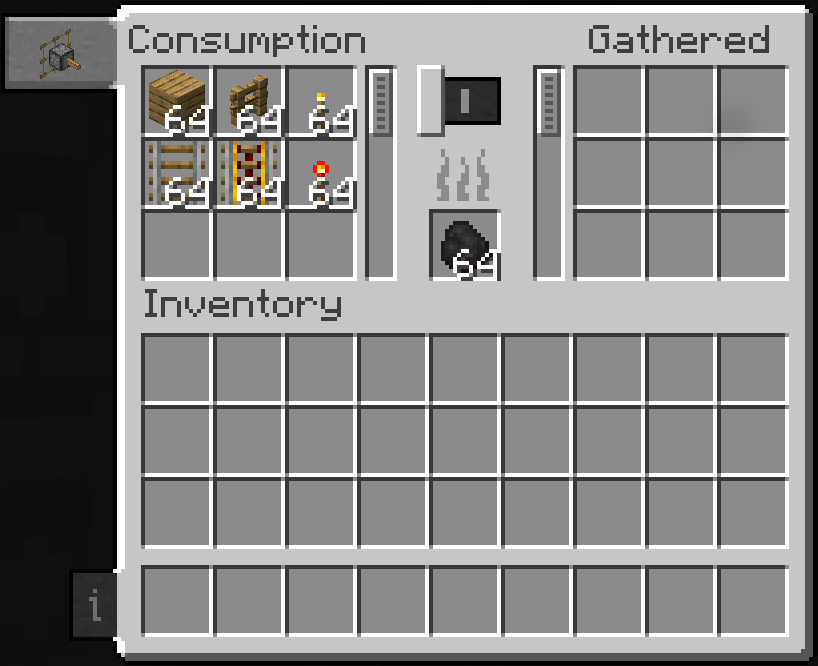 Consumption
Gathered
64 64 64
64 64 64
64
Inventory
i